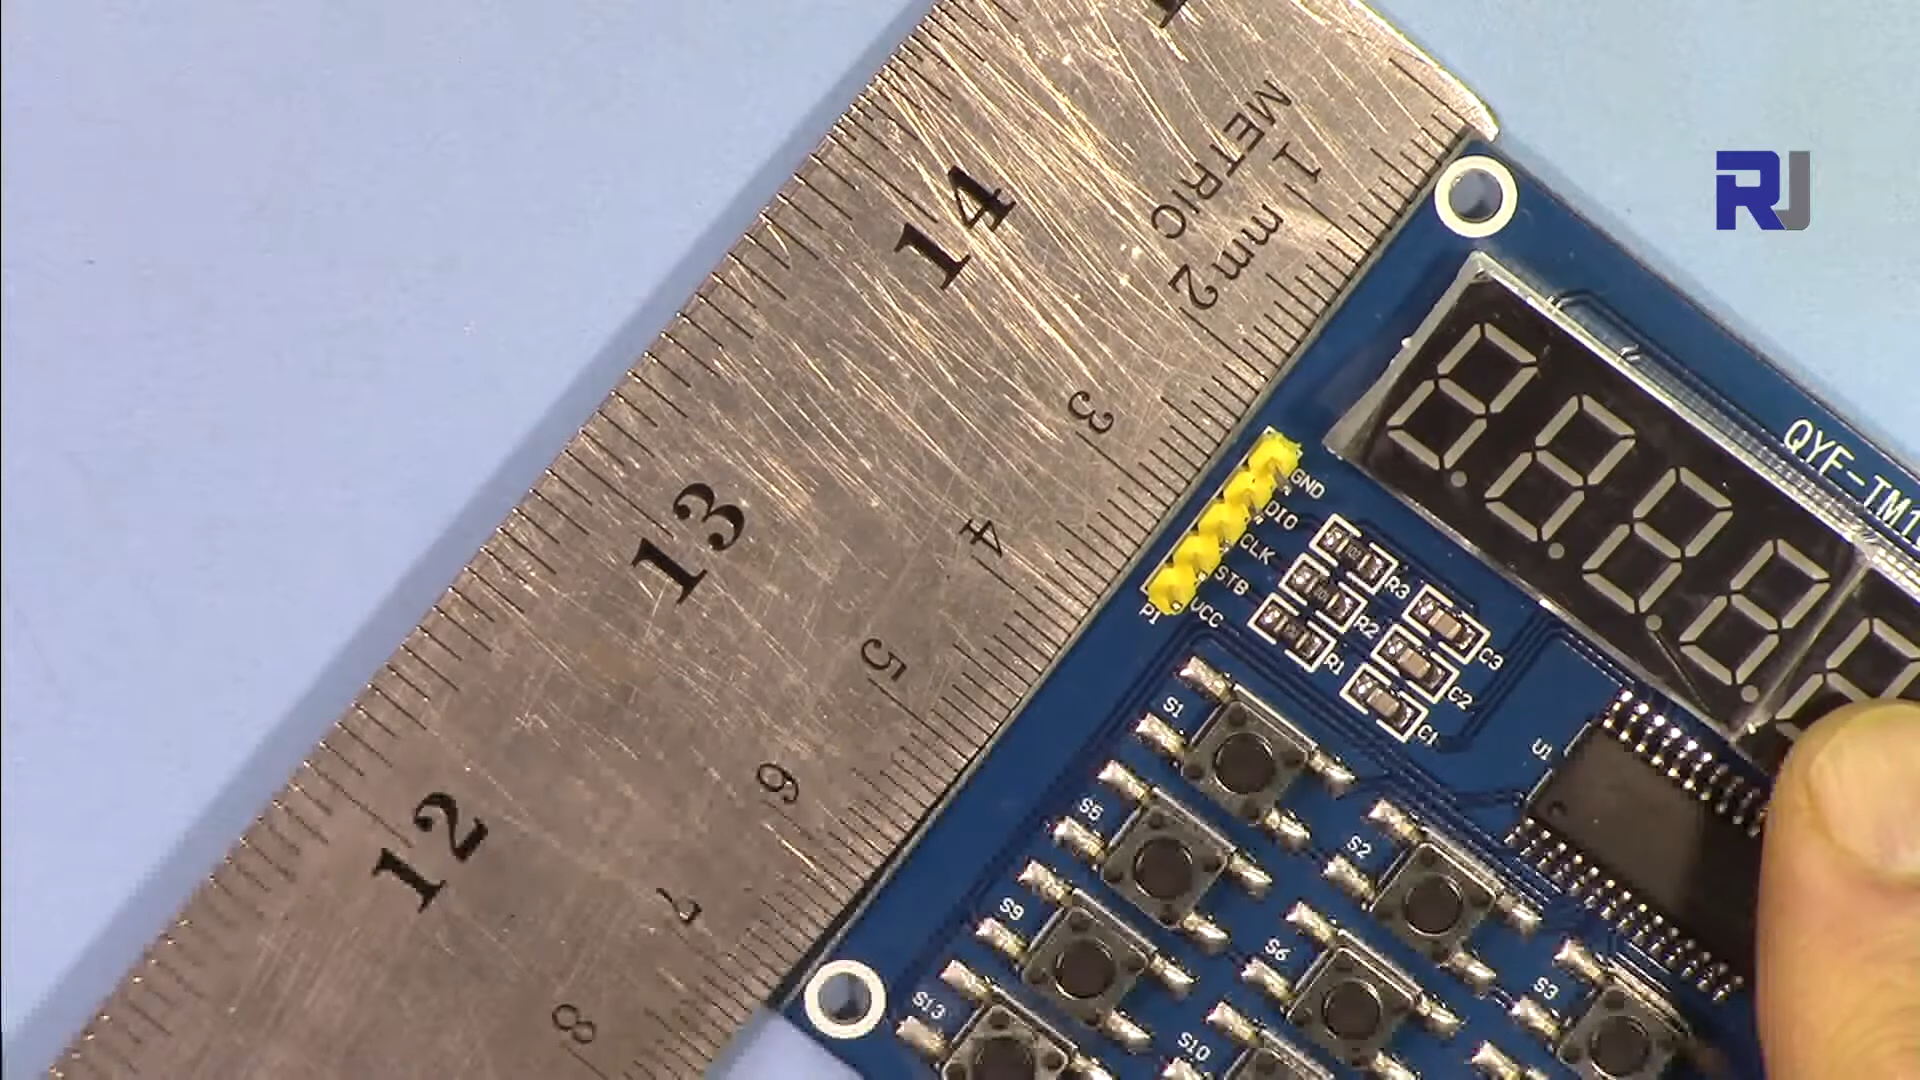 RJ
METRIC
1 mm 2
3
4
5
6
7
8
14
13
12
QYF-TM1
GND
DIO
CLK
STB
VCC
P1
R3
R2
R1
C3
C2
C1
U1
S1
S5
S9
S13
S2
S6
S10
S3